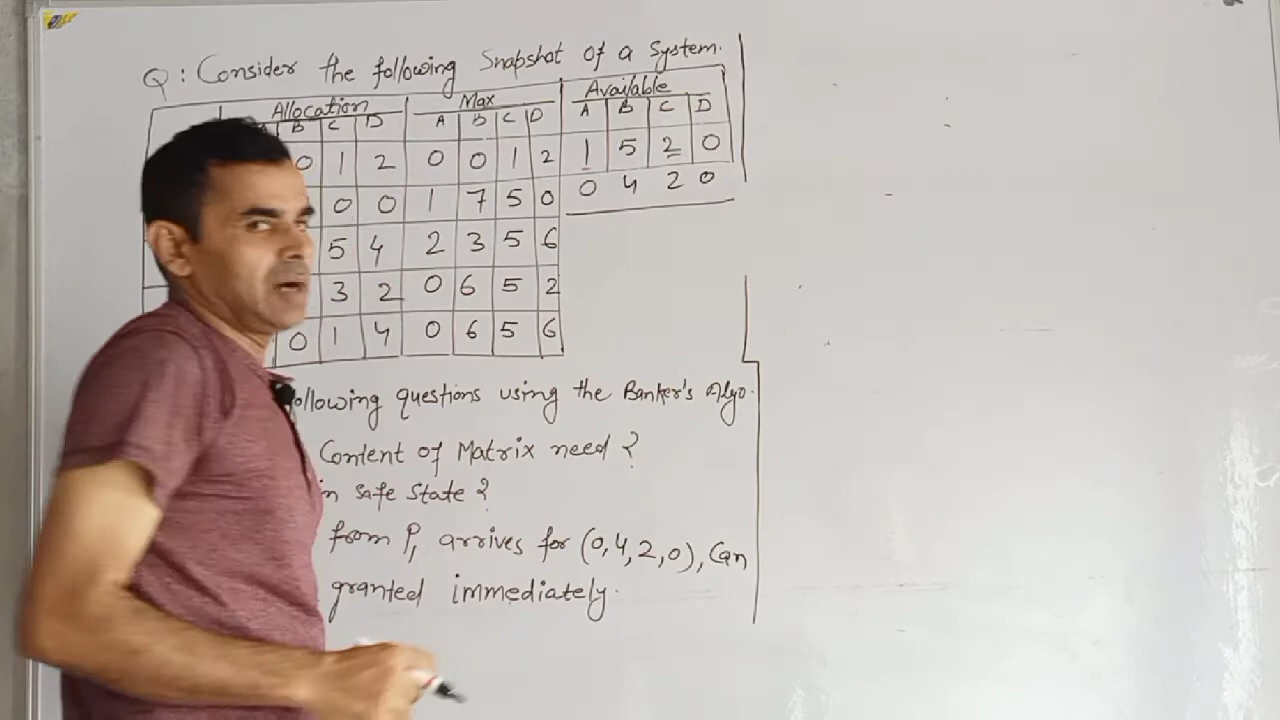 Q: Consider the following Snapshot of a System.
Allocation Max Available
B C D A B C D A B C D
0 1 2 0 0 1 2 1 5 2 0
0 0 1 7 5 0 0 4 2 0
5 4 2 3 5 6
3 2 0 6 5 2
0 1 4 0 6 5 6
following questions using the Banker's Algo.
Content of Matrix need?
in Safe State?
from P1 arrives for (0,4,2,0), Can
granted immediately.